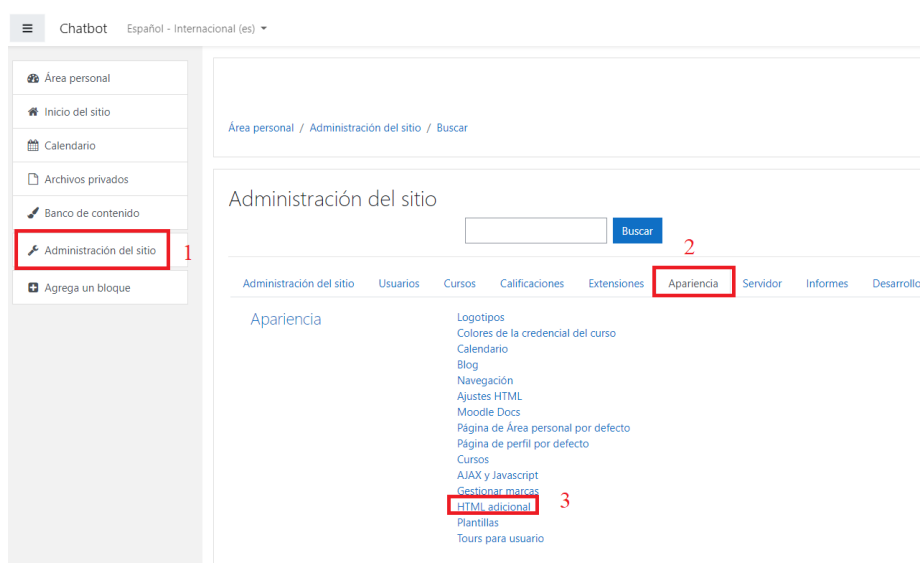 Chatbot Español - Internacional (es)
Área personal
Inicio del sitio
Calendario
Archivos privados
Banco de contenido
Administración del sitio 1
Agrega un bloque
Área personal / Administración del sitio / Buscar
Administración del sitio
Buscar
2
Administración del sitio Usuarios Cursos Calificaciones Extensiones Apariencia Servidor Informes Desarrollo
Apariencia
Logotipos
Colores de la credencial del curso
Calendario
Blog
Navegación
Ajustes HTML
Moodle Docs
Página de Área personal por defecto
Página de perfil por defecto
Cursos
AJAX y Javascript
Gestionar marcas
HTML adicional 3
Plantillas
Tours para usuario